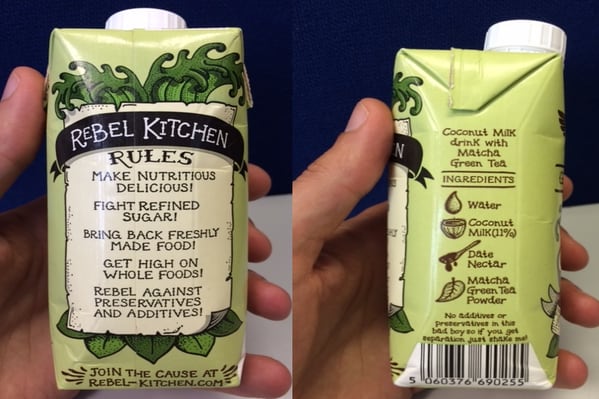 REBEL KITCHEN
RULES
MAKE NUTRITIOUS
DELICIOUS!
FIGHT REFINED
SUGAR!
BRING BACK FRESHLY
MADE FOOD!
GET HIGH ON
WHOLE FOODS!
REBEL AGAINST
PRESERVATIVES
AND ADDITIVES!
JOIN THE CAUSE AT
REBEL-KITCHEN.COM
N
Coconut Milk
drink with
Matcha
Green Tea
INGREDIENTS
Water
Coconut
Milk (11%)
Date
Nectar
Matcha
Green Tea
Powder
No additives or
preservatives in this
bad boy so if you get
separation just shake me!
5 060376 690255